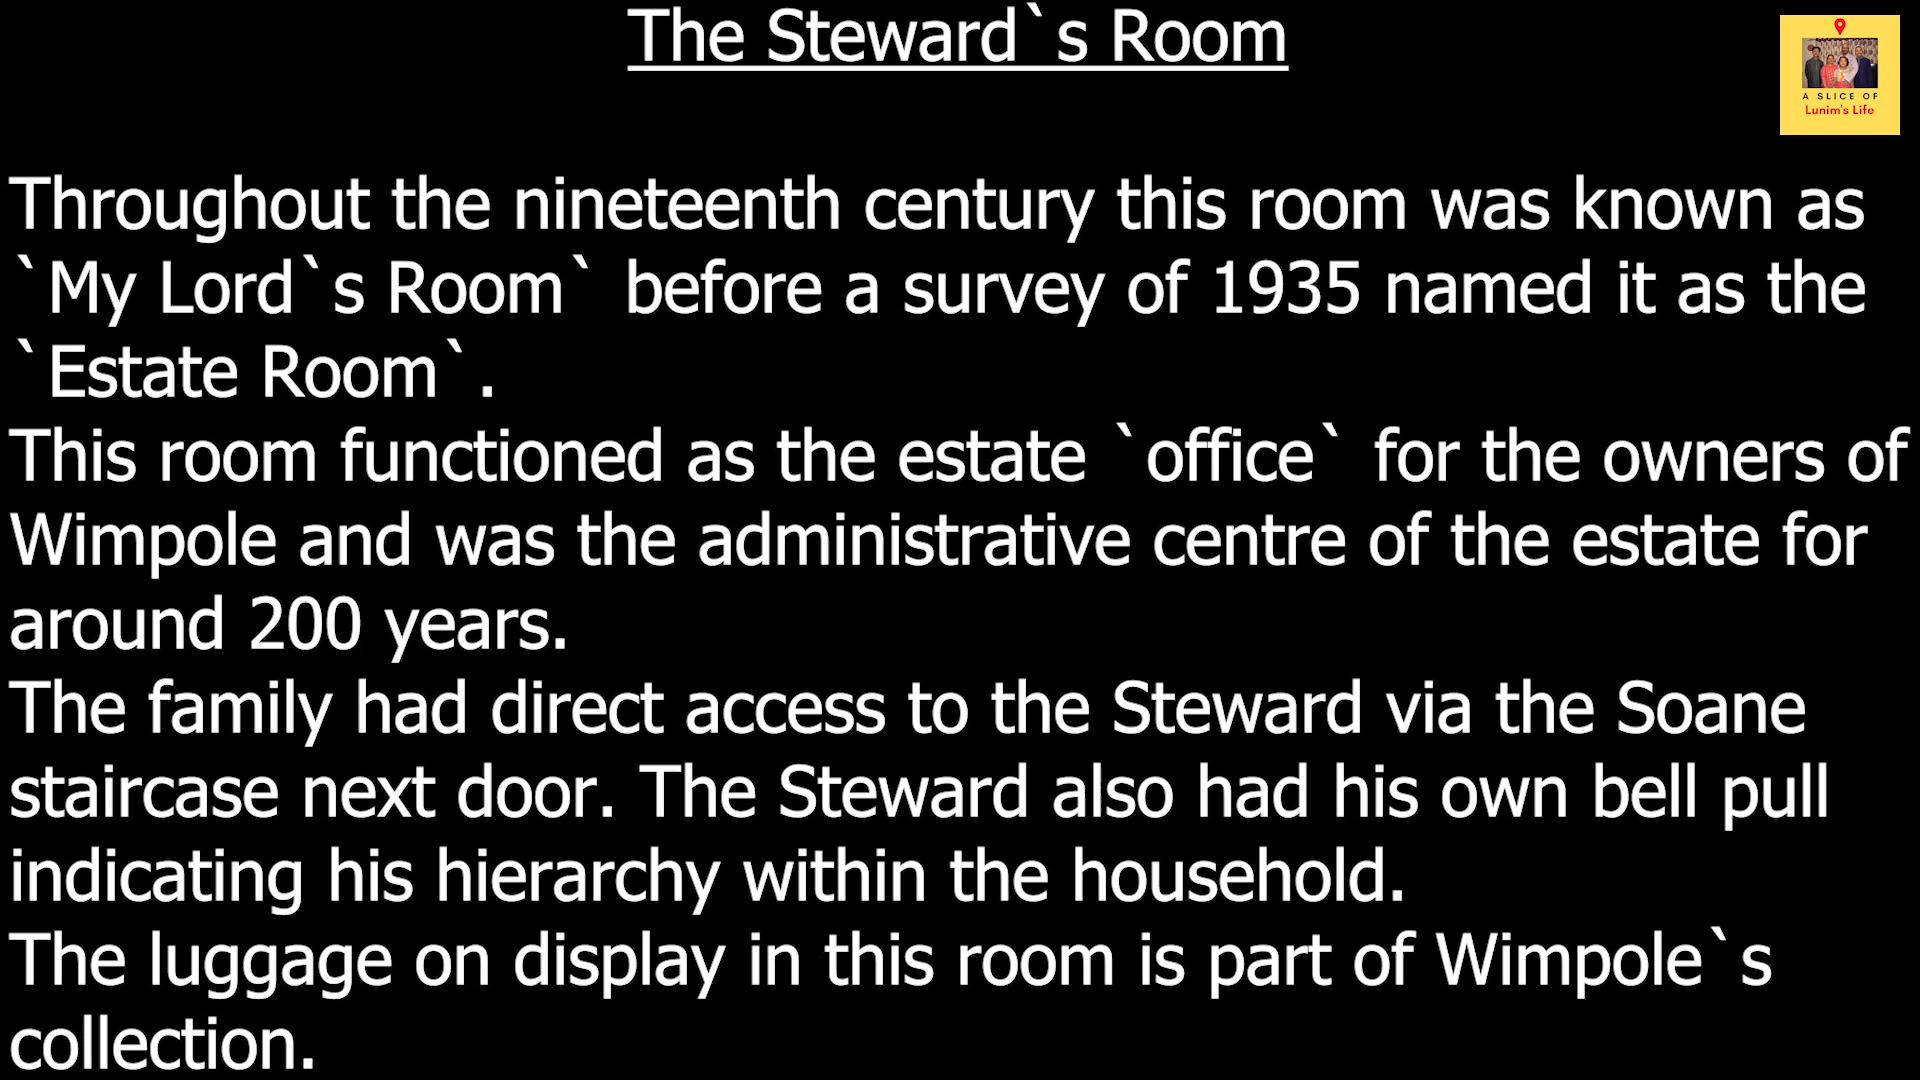 The Steward`s Room
A SLICE OF
Lunim's Life
Throughout the nineteenth century this room was known as
`My Lord`s Room` before a survey of 1935 named it as the
`Estate Room`.
This room functioned as the estate `office` for the owners of
Wimpole and was the administrative centre of the estate for
around 200 years.
The family had direct access to the Steward via the Soane
staircase next door. The Steward also had his own bell pull
indicating his hierarchy within the household.
The luggage on display in this room is part of Wimpole`s
collection.